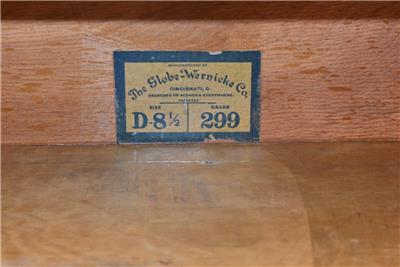 MANUFACTURED BY
The Globe-Wernicke Co.
CINCINNATI, O.
BRANCHES OR AGENCIES EVERYWHERE.
PATENTED
SIZE GRADE
D-8½ 299